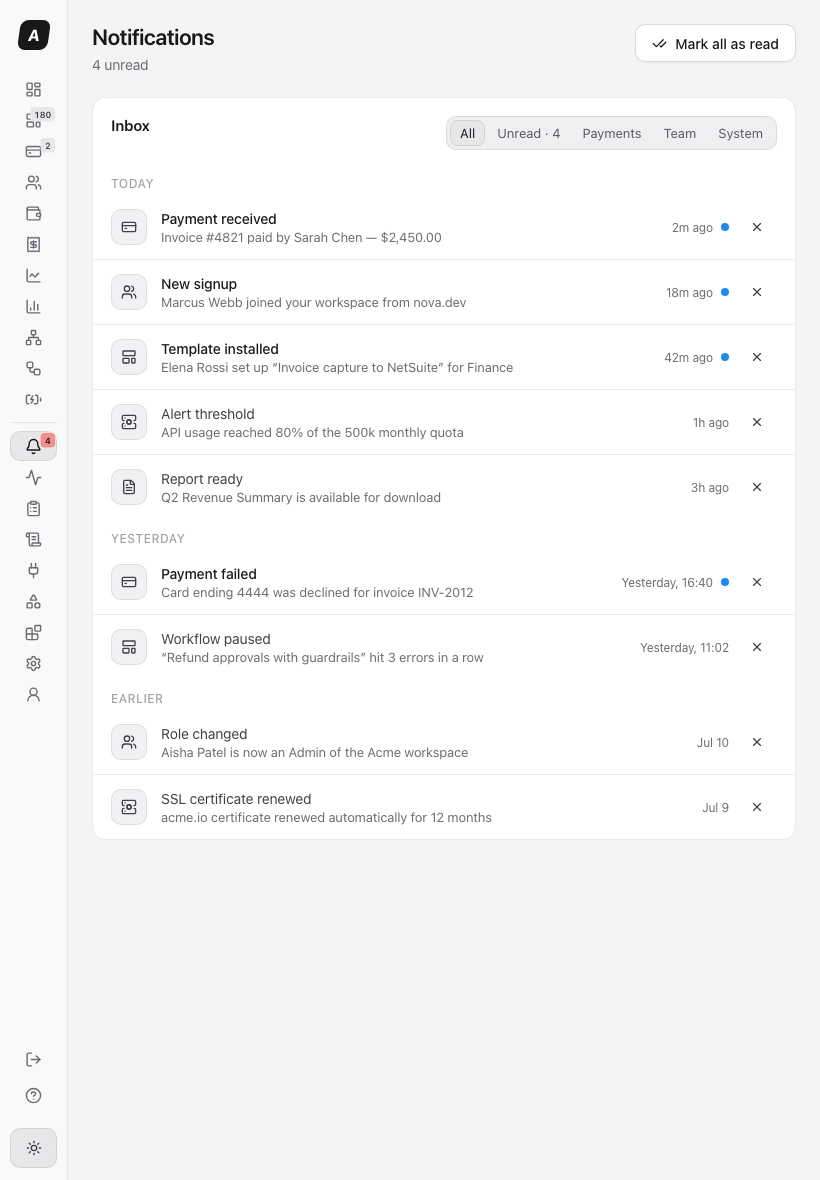 A
180
2
4
Notifications
4 unread
Mark all as read
Inbox
All
Unread · 4
Payments
Team
System
TODAY
Payment received
Invoice #4821 paid by Sarah Chen — $2,450.00
2m ago
New signup
Marcus Webb joined your workspace from nova.dev
18m ago
Template installed
Elena Rossi set up “Invoice capture to NetSuite” for Finance
42m ago
Alert threshold
API usage reached 80% of the 500k monthly quota
1h ago
Report ready
Q2 Revenue Summary is available for download
3h ago
YESTERDAY
Payment failed
Card ending 4444 was declined for invoice INV-2012
Yesterday, 16:40
Workflow paused
“Refund approvals with guardrails” hit 3 errors in a row
Yesterday, 11:02
EARLIER
Role changed
Aisha Patel is now an Admin of the Acme workspace
Jul 10
SSL certificate renewed
acme.io certificate renewed automatically for 12 months
Jul 9